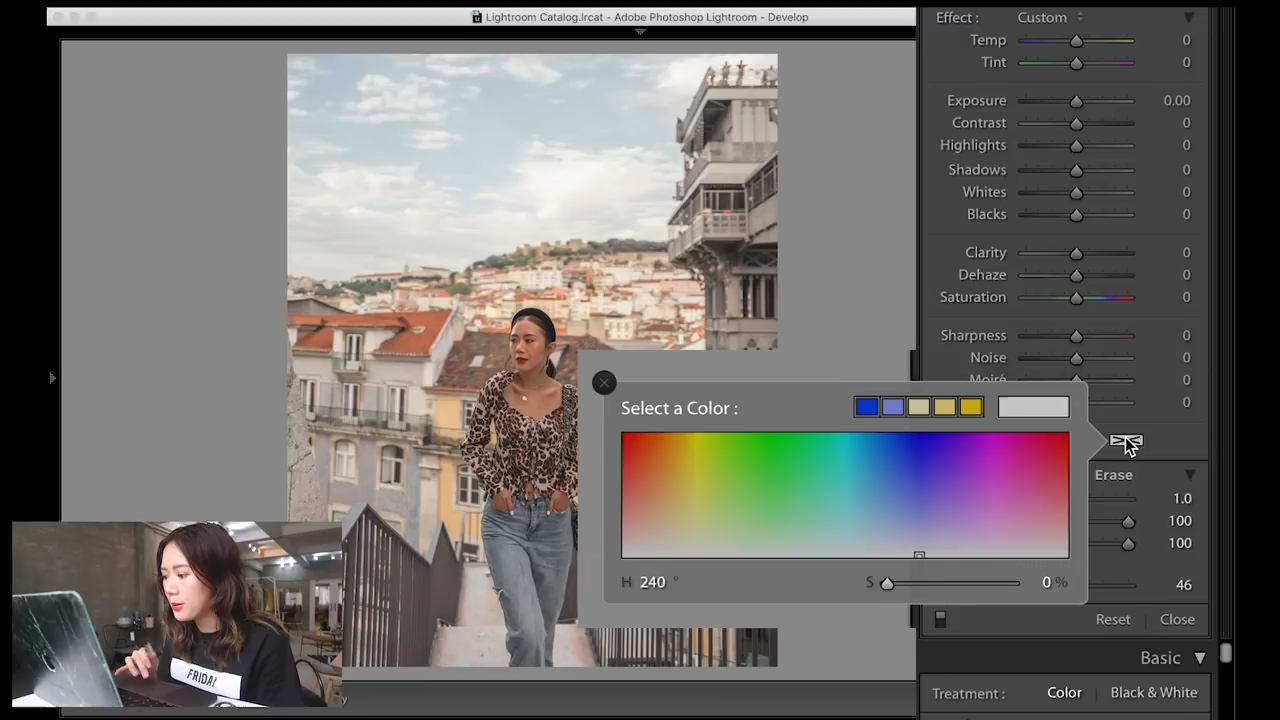 Lightroom Catalog.lrcat - Adobe Photoshop Lightroom - Develop
Effect : Custom
Temp 0
Tint 0
Exposure 0.00
Contrast 0
Highlights 0
Shadows 0
Whites 0
Blacks 0
Clarity 0
Dehaze 0
Saturation 0
Sharpness 0
Noise 0
Moiré 0
0
Select a Color :
H 240 °
S 0 %
Erase
1.0
100
100
46
Reset Close
Basic
Treatment : Color Black & White
FRIDAY